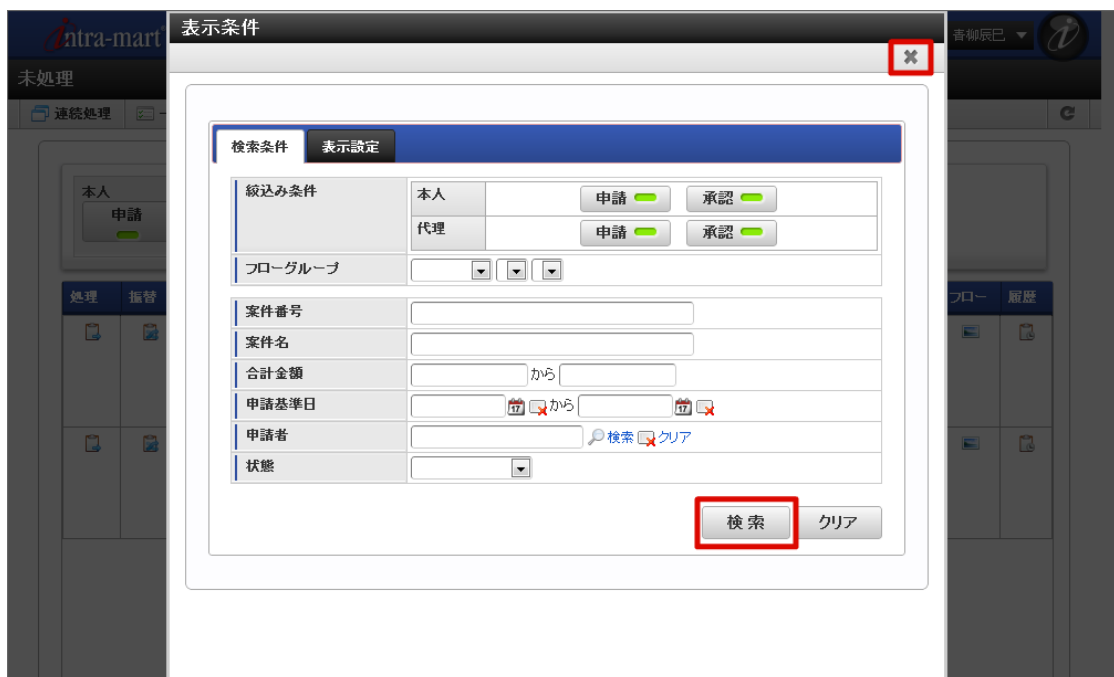 intra-mart
青柳辰巳
表示条件
未処理
連続処理
検索条件 表示設定
絞込み条件 本人 申請 承認
代理 申請 承認
フローグループ
案件番号
案件名
合計金額 から
申請基準日 17 から 17
申請者 検索 クリア
状態
検索 クリア
本人
申請
処理 振替 フロー 履歴